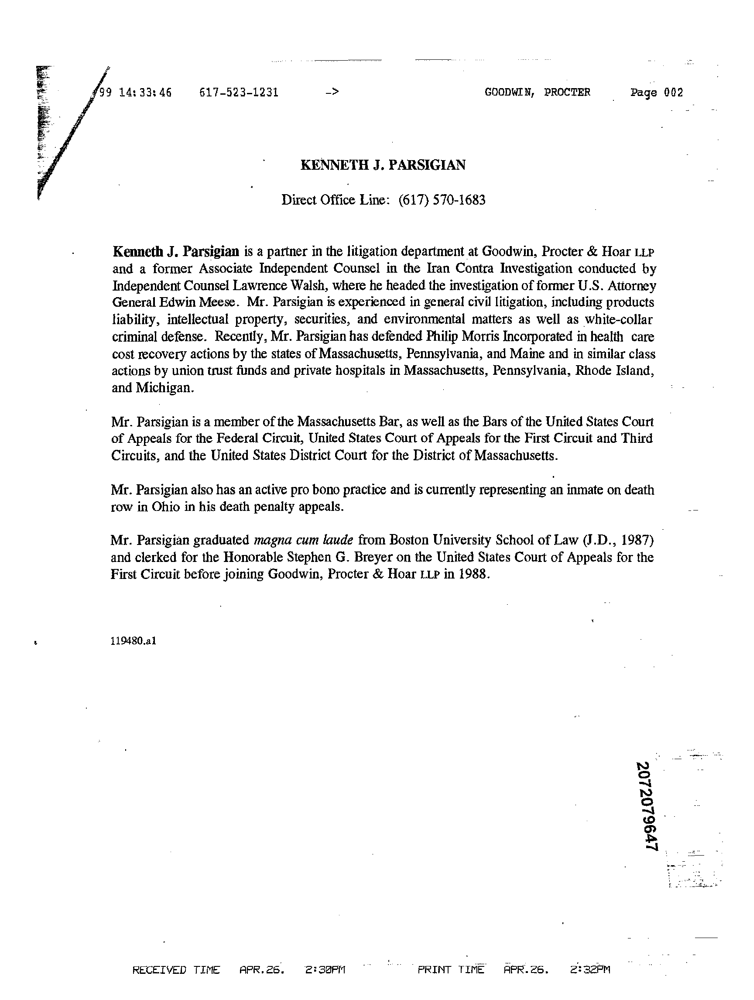 99 14:33:46 617-523-1231 -> GOODWIN, PROCTER Page 002
KENNETH J. PARSIGIAN
Direct Office Line: (617) 570-1683
Kenneth J. Parsigian is a partner in the litigation department at Goodwin, Procter & Hoar LLP
and a former Associate Independent Counsel in the Iran Contra Investigation conducted by
Independent Counsel Lawrence Walsh, where he headed the investigation of former U.S. Attorney
General Edwin Meese. Mr. Parsigian is experienced in general civil litigation, including products
liability, intellectual property, securities, and environmental matters as well as white-collar
criminal defense. Recently, Mr. Parsigian has defended Philip Morris Incorporated in health care
cost recovery actions by the states of Massachusetts, Pennsylvania, and Maine and in similar class
actions by union trust funds and private hospitals in Massachusetts, Pennsylvania, Rhode Island,
and Michigan.
Mr. Parsigian is a member of the Massachusetts Bar, as well as the Bars of the United States Court
of Appeals for the Federal Circuit, United States Court of Appeals for the First Circuit and Third
Circuits, and the United States District Court for the District of Massachusetts.
Mr. Parsigian also has an active pro bono practice and is currently representing an inmate on death
row in Ohio in his death penalty appeals.
Mr. Parsigian graduated magna cum laude from Boston University School of Law (J.D., 1987)
and clerked for the Honorable Stephen G. Breyer on the United States Court of Appeals for the
First Circuit before joining Goodwin, Procter & Hoar LLP in 1988.
119480.a1
2072079647
RECEIVED TIME APR.26. 2:30PM PRINT TIME APR.26. 2:32PM